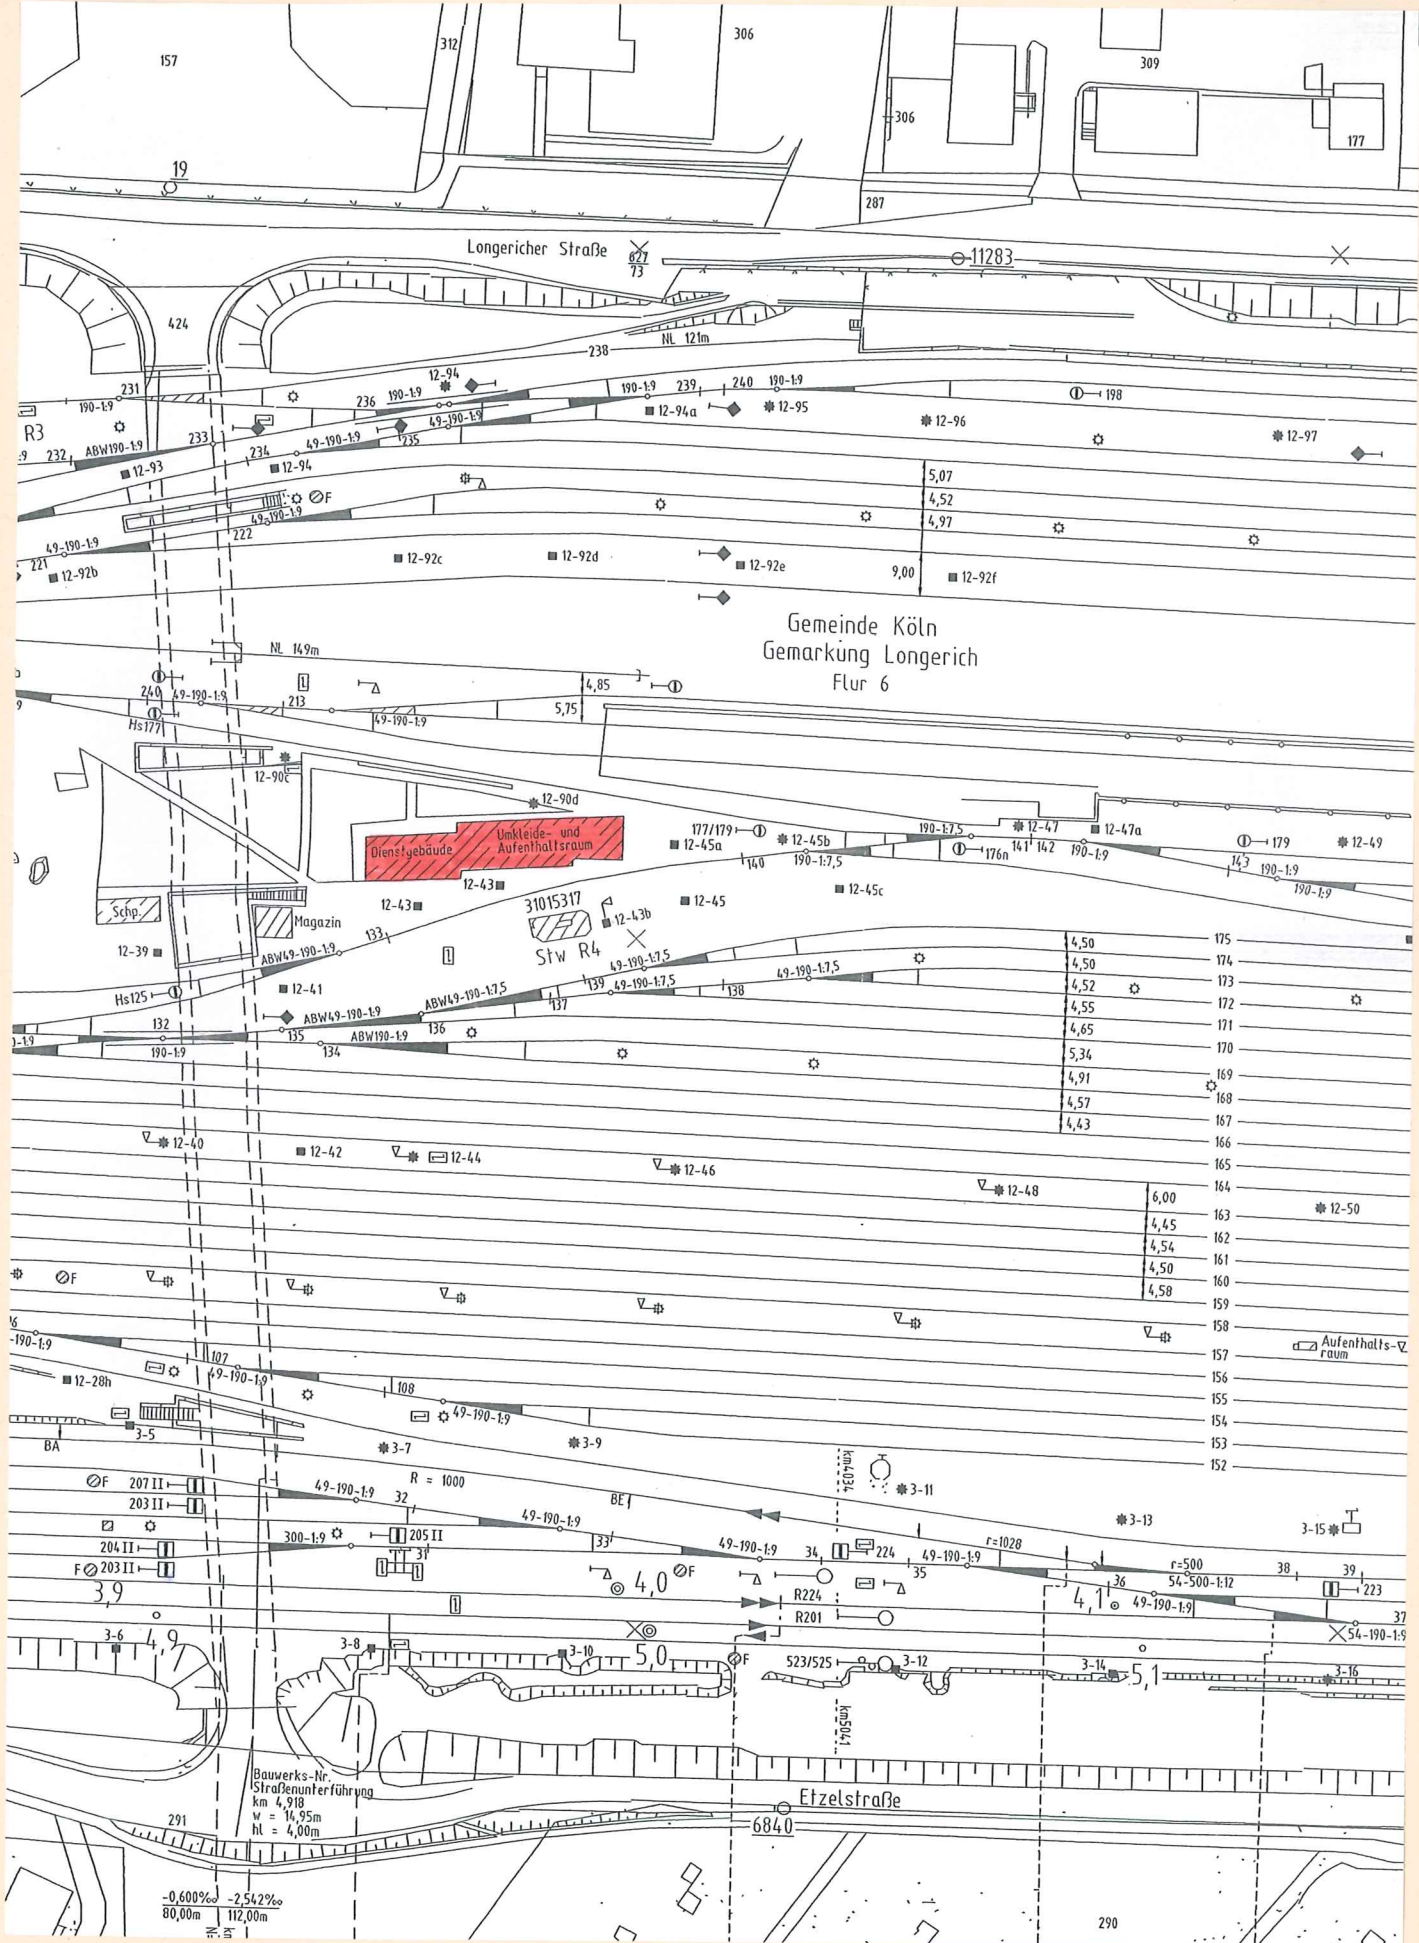 157
312
306
309
306
177
19
287
Longericher Straße
627
73
11283
424
NL 121m
238
231
12-94
190-1:9
239
240
190-1:9
190-1:9
236
190-1:9
198
R3
12-94a
12-95
12-96
12-97
49-190-1:9
ABW190-1:9
233
49-190-1:9
235
232
234
12-93
12-94
5,07
F
4,52
49-190-1:9
4,97
222
49-190-1:9
221
12-92b
12-92c
12-92d
12-92e
9,00
12-92f
Gemeinde Köln
Gemarkung Longerich
Flur 6
NL 149m
4,85
240
49-190-1:9
213
5,75
49-190-1:9
Hs177
12-90c
12-90d
Umkleide- und
Dienstgebäude
Aufenthaltsraum
177/179
12-45b
190-1:7,5
12-47
12-47a
12-45a
141
142
179
12-49
140
190-1:7,5
176n
190-1:9
143
190-1:9
190-1:9
12-43
12-45c
12-43
31015317
12-45
Schp.
Magazin
12-43b
133
12-39
ABW49-190-1:9
Stw R4
49-190-1:7,5
4,50
175
4,50
174
139
49-190-1:7,5
49-190-1:7,5
4,52
173
Hs125
12-41
ABW49-190-1:7,5
137
138
4,55
172
132
ABW49-190-1:9
136
4,65
171
135
ABW190-1:9
5,34
170
190-1:9
134
4,91
169
168
4,57
167
4,43
166
12-40
12-42
12-44
12-46
165
12-48
164
6,00
163
12-50
4,45
162
4,54
161
4,50
160
4,58
159
F
158
Aufenthalts-
raum
157
-190-1:9
107
49-190-1:9
156
12-28h
108
155
49-190-1:9
154
3-5
153
BA
3-7
3-9
152
km4034
R = 1000
F
207 II
49-190-1:9
BE
3-11
203 II
32
49-190-1:9
3-13
3-15
300-1:9
205 II
204 II
31
33
49-190-1:9
34
224
r=1028
49-190-1:9
r=500
38
39
F
203 II
4,0
F
35
36
54-500-1:12
223
3,9
R224
4,1
49-190-1:9
37
R201
54-190-1:9
3-6
4,9
3-8
3-10
5,0
F
523/525
3-12
3-14
5,1
3-16
km5041
Bauwerks-Nr.
Straßenunterführung
km 4,918
w = 14,95m
hl = 4,00m
Etzelstraße
6840
291
-0,600‰
-2,542‰
80,00m
112,00m
290